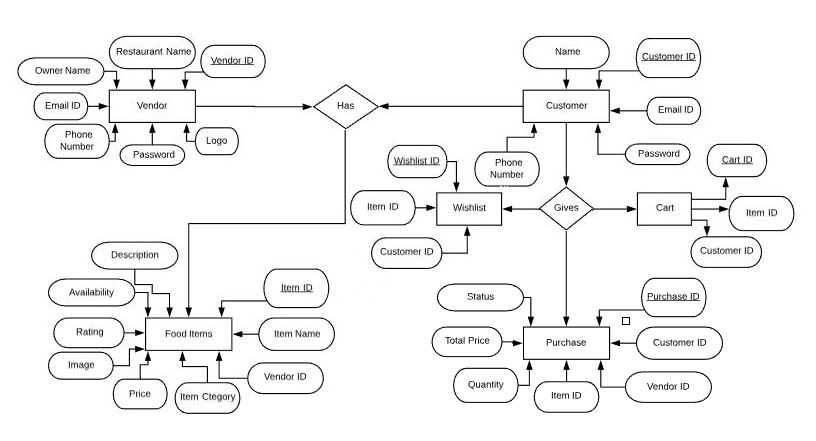 Restaurant Name
Vendor ID
Owner Name
Email ID
Vendor
Phone
Number
Password
Logo
Has
Name
Customer ID
Customer
Email ID
Phone
Number
Password
Wishlist ID
Item ID
Wishlist
Customer ID
Gives
Cart
Cart ID
Item ID
Customer ID
Description
Availability
Item ID
Rating
Food Items
Item Name
Image
Price
Item Ctegory
Vendor ID
Status
Purchase ID
Total Price
Purchase
Customer ID
Quantity
Item ID
Vendor ID